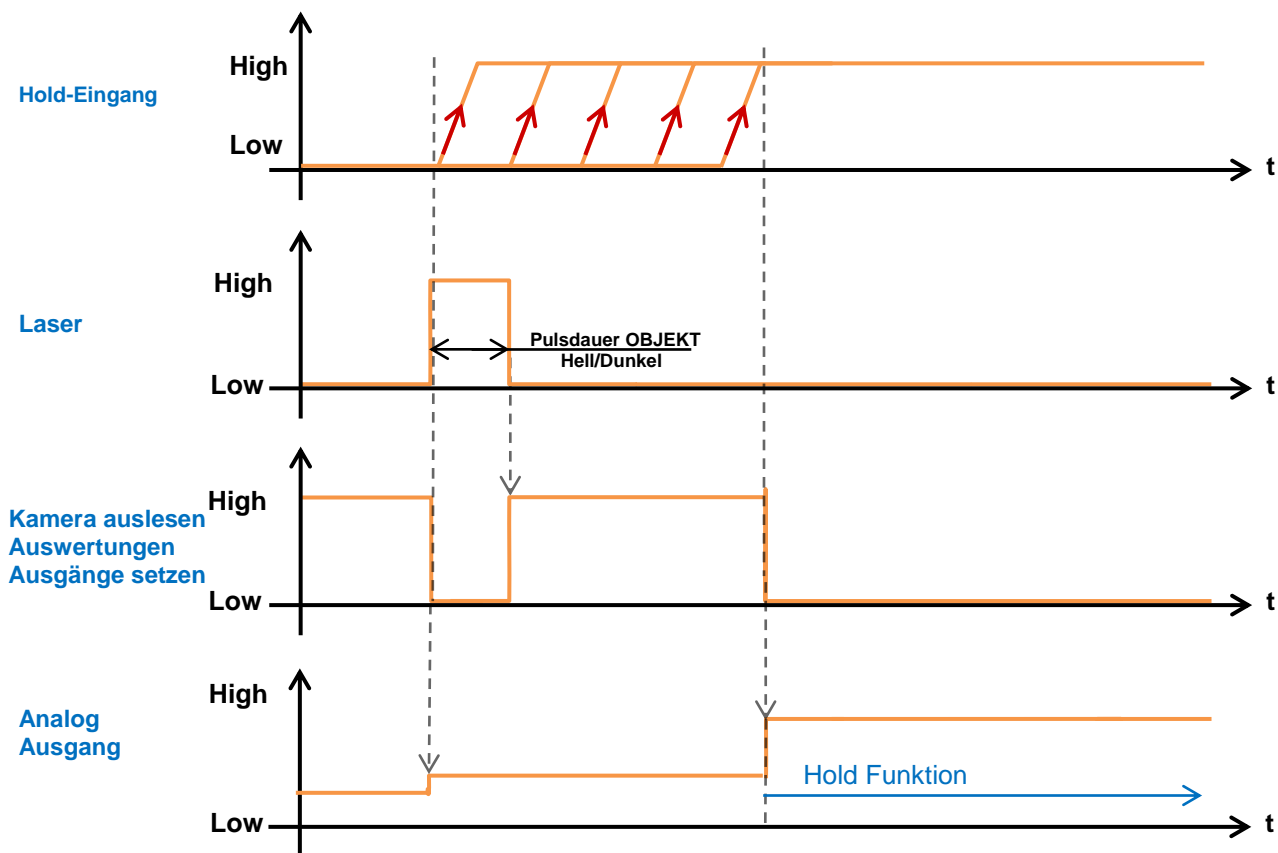 High
Hold-Eingang
Low
t
High
Laser
Pulsdauer OBJEKT
Hell/Dunkel
Low
t
High
Kamera auslesen
Auswertungen
Ausgänge setzen
Low
t
High
Analog
Ausgang
Hold Funktion
Low
t